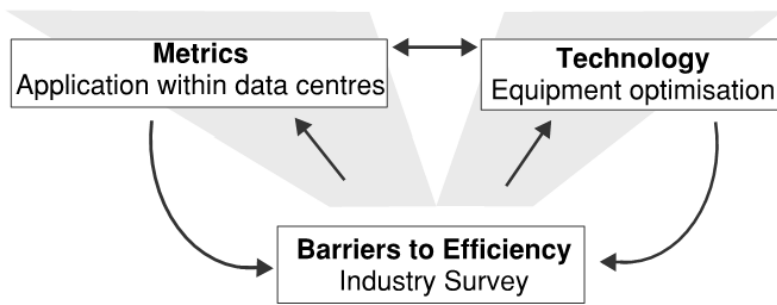 Metrics
Application within data centres
Technology
Equipment optimisation
Barriers to Efficiency
Industry Survey